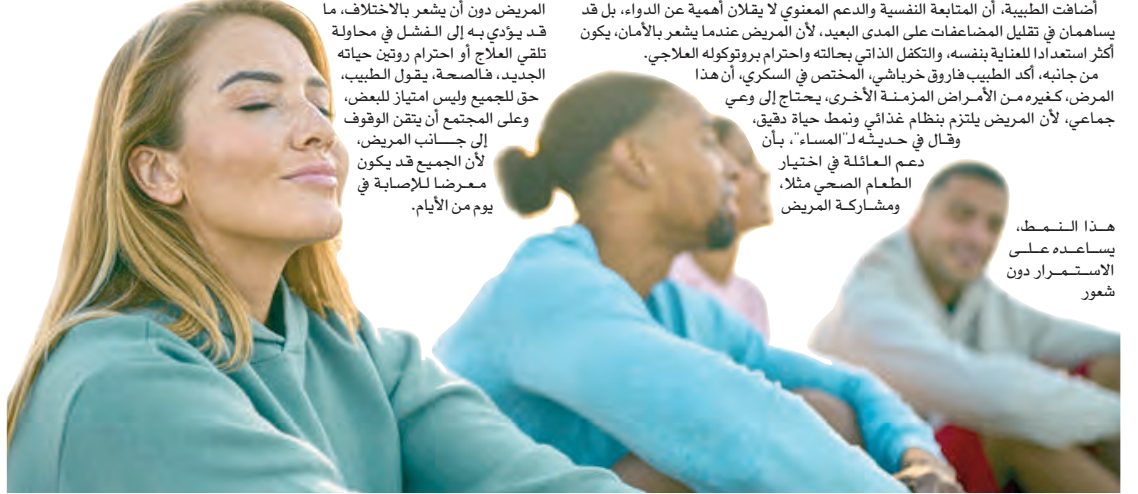 أضافت الطبيبة، أن المتابعة النفسية والدعم المعنوي لا يقلان أهمية عن الدواء، بل قد
يساهمان في تقليل المضاعفات على المدى البعيد، لأن المريض عندما يشعر بالأمان، يكون
أكثر استعدادا للعناية بنفسه، والتكفل الذاتي بحالته واحترام بروتوكوله العلاجي.
من جانبه، أكد الطبيب فاروق خرباشي، المختص في السكري، أن هذا
المرض، كغيره من الأمراض المزمنة الأخرى، يحتاج إلى وعي
جماعي، لأن المريض يلتزم بنظام غذائي ونمط حياة دقيق،
وقال في حديثه لـ"المساء"، بأن
دعم العائلة في اختيار
الطعام الصحي مثلا،
ومشاركة المريض
هذا النمط،
يساعده على
الاستمرار دون
شعور
المريض دون أن يشعر بالاختلاف، ما
قد يؤدي به إلى الفشل في محاولة
تلقي العلاج أو احترام روتين حياته
الجديد، فالصحة، يقول الطبيب،
حق للجميع وليس امتياز للبعض،
وعلى المجتمع أن يتقن الوقوف
إلى جانب المريض،
لأن الجميع قد يكون
معرضا للإصابة في
يوم من الأيام.